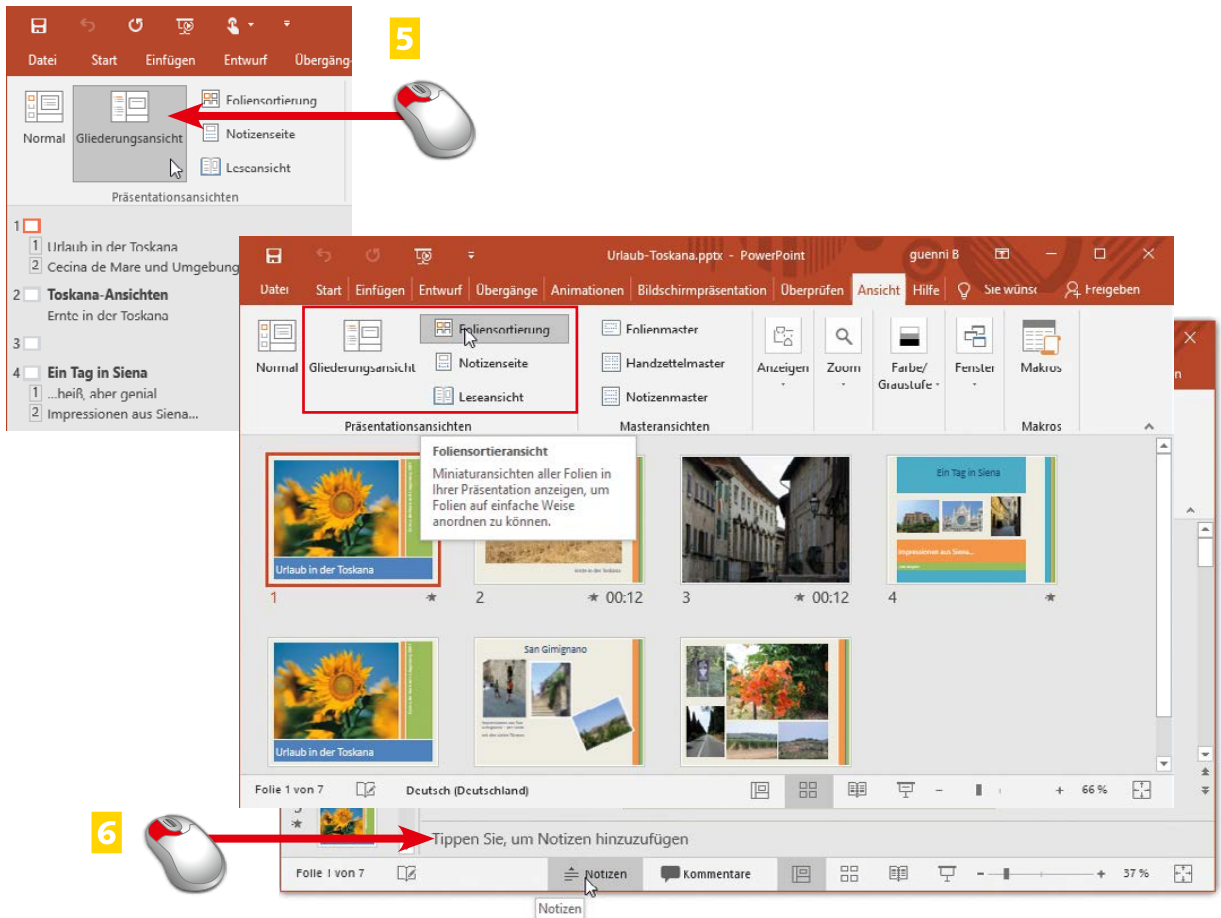 5
Datei Start Einfügen Entwurf Übergäng
Normal
Gliederungsansicht
Foliensortierung
Notizenseite
Leseansicht
Präsentationsansichten
1
1 Urlaub in der Toskana
2 Cecina de Mare und Umgebung
2 Toskana-Ansichten
Ernte in der Toskana
3
4 Ein Tag in Siena
1 ...heiß, aber genial
2 Impressionen aus Siena...
Urlaub-Toskana.pptx - PowerPoint
guenni B
Datei Start Einfügen Entwurf Übergänge Animationen Bildschirmpräsentation Überprüfen Ansicht Hilfe Sie wünsc Freigeben
Normal
Gliederungsansicht
Foliensortierung
Notizenseite
Leseansicht
Präsentationsansichten
Folienmaster
Handzettelmaster
Notizenmaster
Masteransichten
Anzeigen
Zoom
Farbe/
Graustufe
Fenster
Makros
Makros
n
Foliensortieransicht
Miniaturansichten aller Folien in
Ihrer Präsentation anzeigen, um
Folien auf einfache Weise
anordnen zu können.
Urlaub in der Toskana
1
Ernte in der Toskana
2 00:12
3 00:12
Ein Tag in Siena
Impressionen aus Siena...
4
Urlaub in der Toskana
San Gimignano
Folie 1 von 7
Deutsch (Deutschland)
66 %
6
Tippen Sie, um Notizen hinzuzufügen
Folie 1 von 7
Notizen
Kommentare
37 %
Notizen